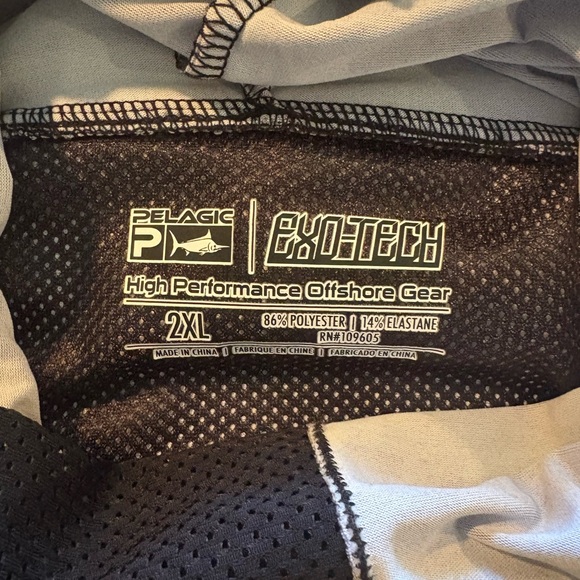 PELAGIC
P
EXO-TECH
High Performance Offshore Gear
2XL
86% POLYESTER | 14% ELASTANE
RN#109605
MADE IN CHINA | FABRIQUE EN CHINE | FABRICADO EN CHINA